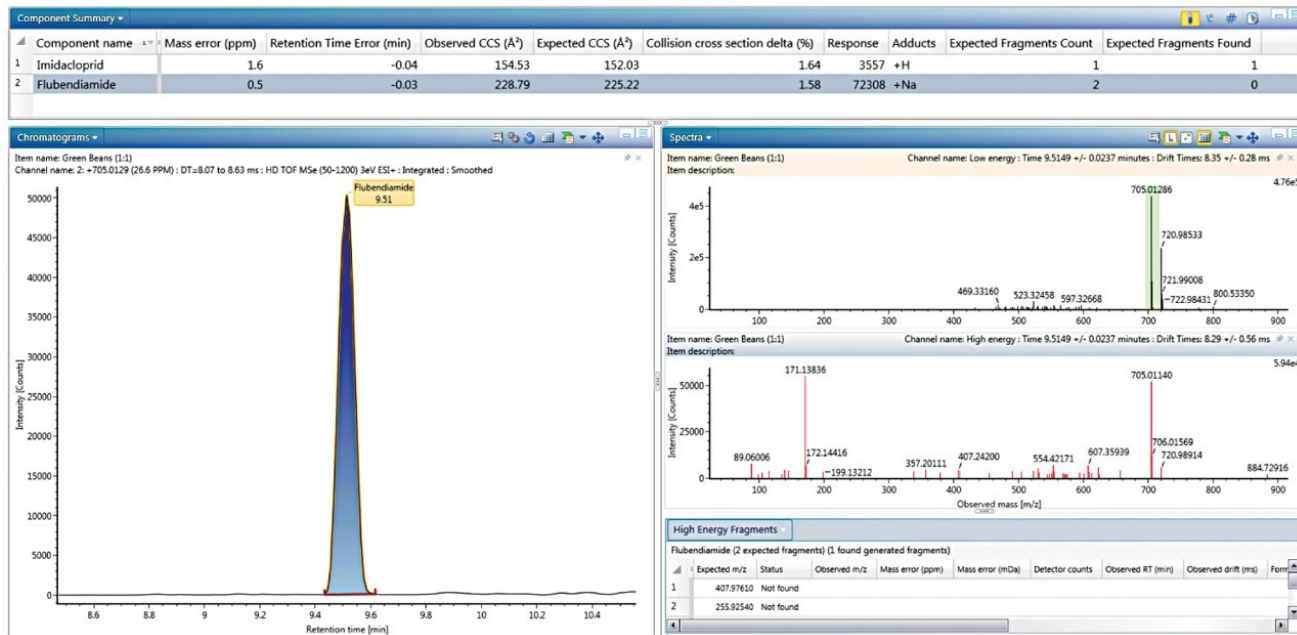 Component Summary
Component name Mass error (ppm) Retention Time Error (min) Observed CCS (Å²) Expected CCS (Å²) Collision cross section delta (%) Response Adducts Expected Fragments Count Expected Fragments Found
1 Imidacloprid 1.6 -0.04 154.53 152.03 1.64 3557 +H 1 1
2 Flubendiamide 0.5 -0.03 228.79 225.22 1.58 72308 +Na 2 0
Chromatograms
Item name: Green Beans (1:1)
Channel name: 2: +705.0129 (26.6 PPM) : DT=8.07 to 8.63 ms : HD TOF MSe (50-1200) 3eV ESI+ : Integrated : Smoothed
Flubendiamide
9.51
50000
45000
40000
35000
30000
25000
20000
15000
10000
5000
0
Intensity [Counts]
8.6 8.8 9 9.2 9.4 9.6 9.8 10 10.2 10.4
Retention time [min]
Spectra
Item name: Green Beans (1:1) Channel name: Low energy : Time 9.5149 +/- 0.0237 minutes : Drift Times: 8.35 +/- 0.28 ms
Item description:
4.76e5
705.01286
4e5
720.98533
2e5
721.99008
469.33160 523.32458 597.32668 722.98431 800.53350
0
Intensity [Counts]
100 200 300 400 500 600 700 800 900
Item name: Green Beans (1:1) Channel name: High energy : Time 9.5149 +/- 0.0237 minutes : Drift Times: 8.29 +/- 0.56 ms
Item description:
5.94e4
171.13836 705.01140
50000
25000
706.01569
89.06006 172.14416 554.42171 607.35939 720.98914
199.13212 357.20111 407.24200 884.72916
0
Intensity [Counts]
100 200 300 400 500 600 700 800 900
Observed mass [m/z]
High Energy Fragments
Flubendiamide (2 expected fragments) (1 found generated fragments)
Expected m/z Status Observed m/z Mass error (ppm) Mass error (mDa) Detector counts Observed RT (min) Observed drift (ms) Form
1 407.97610 Not found
2 255.92540 Not found